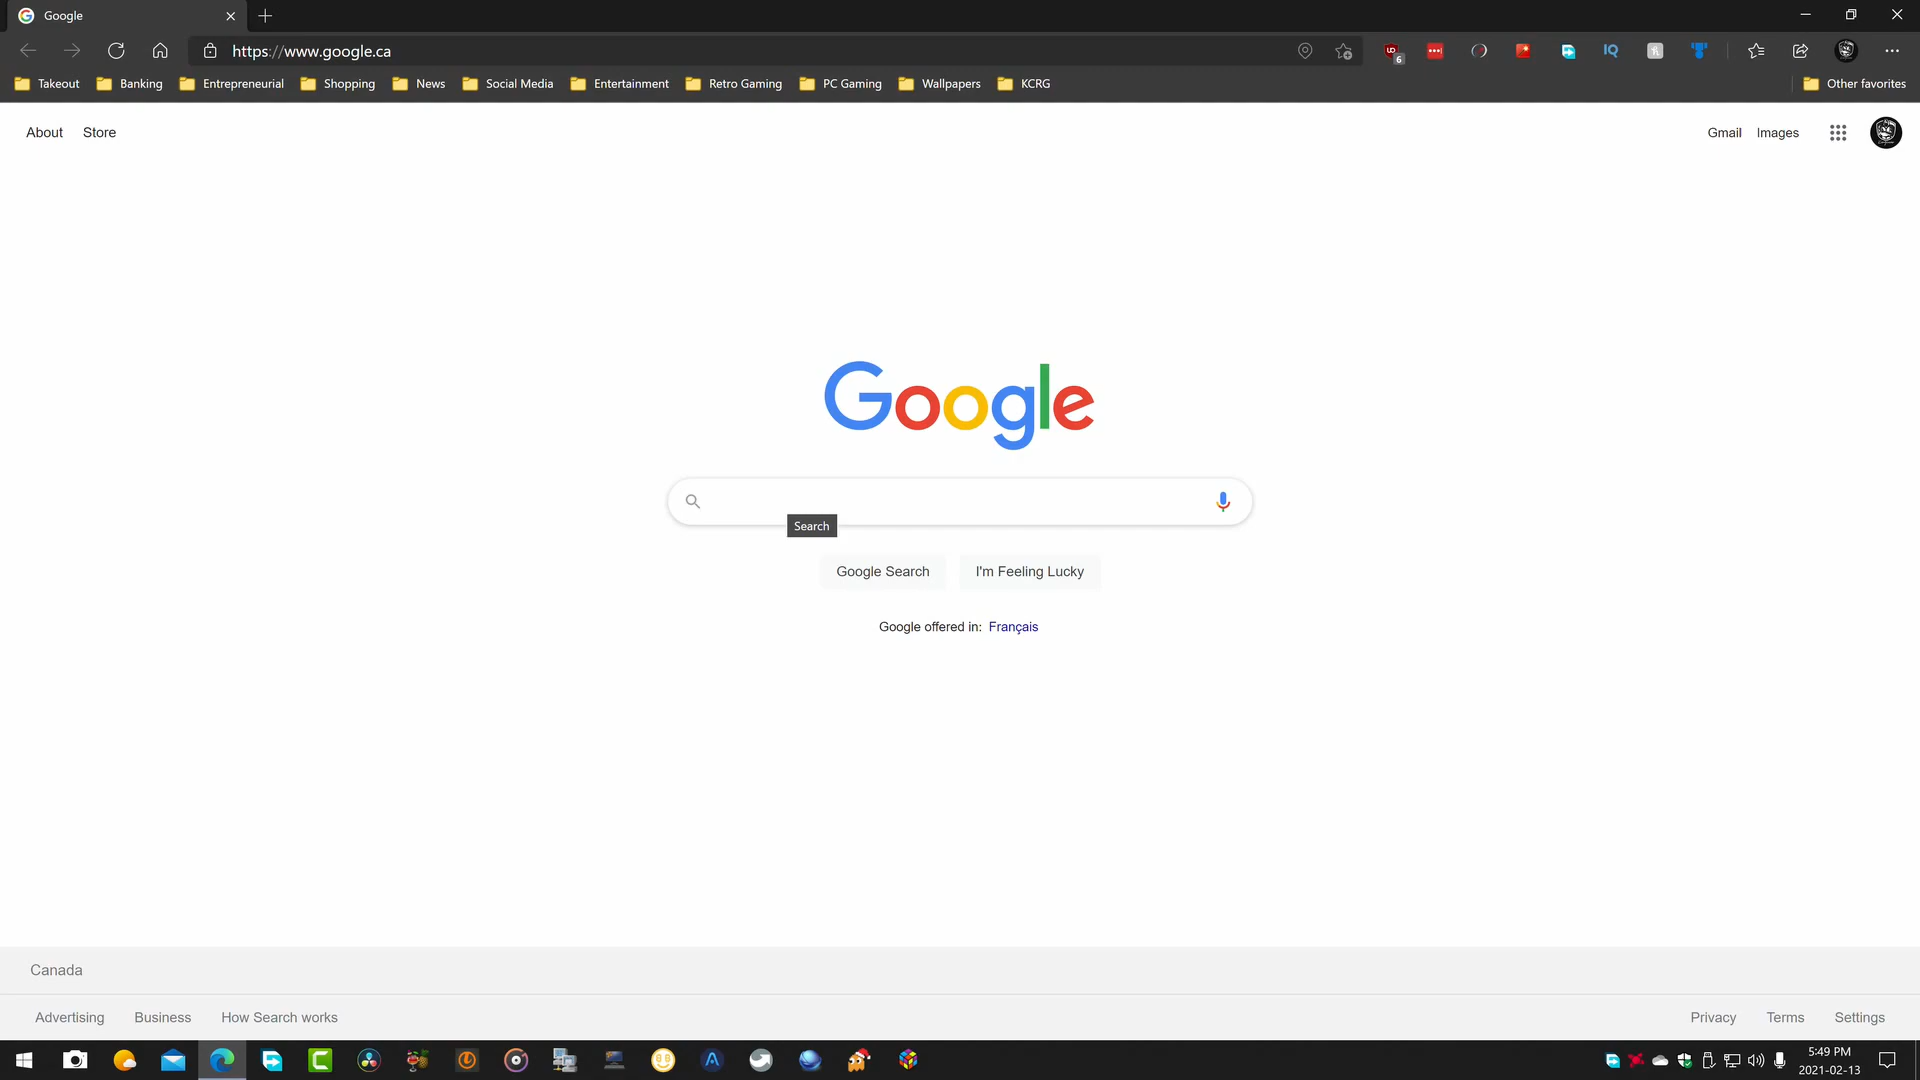 Google
https://www.google.ca
6
IQ
Takeout Banking Entrepreneurial Shopping News Social Media Entertainment Retro Gaming PC Gaming Wallpapers KCRG Other favorites
About Store Gmail Images
Google
Search
Google Search I'm Feeling Lucky
Google offered in: Français
Canada
Advertising Business How Search works Privacy Terms Settings
5:49 PM
2021-02-13